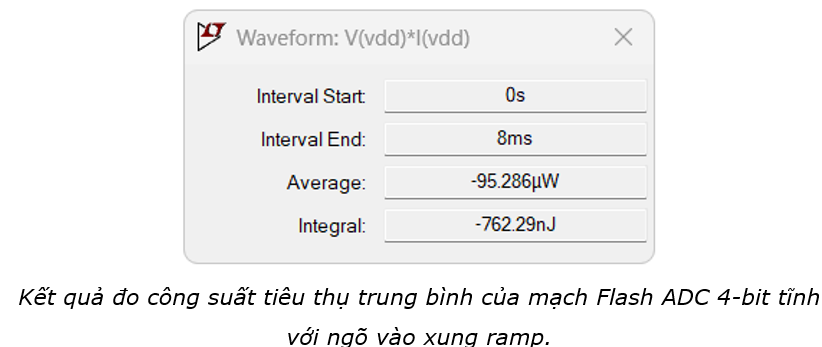 Waveform: V(vdd)*I(vdd)
Interval Start: 0s
Interval End: 8ms
Average: -95.286µW
Integral: -762.29nJ
Kết quả đo công suất tiêu thụ trung bình của mạch Flash ADC 4-bit tĩnh
với ngõ vào xung ramp.